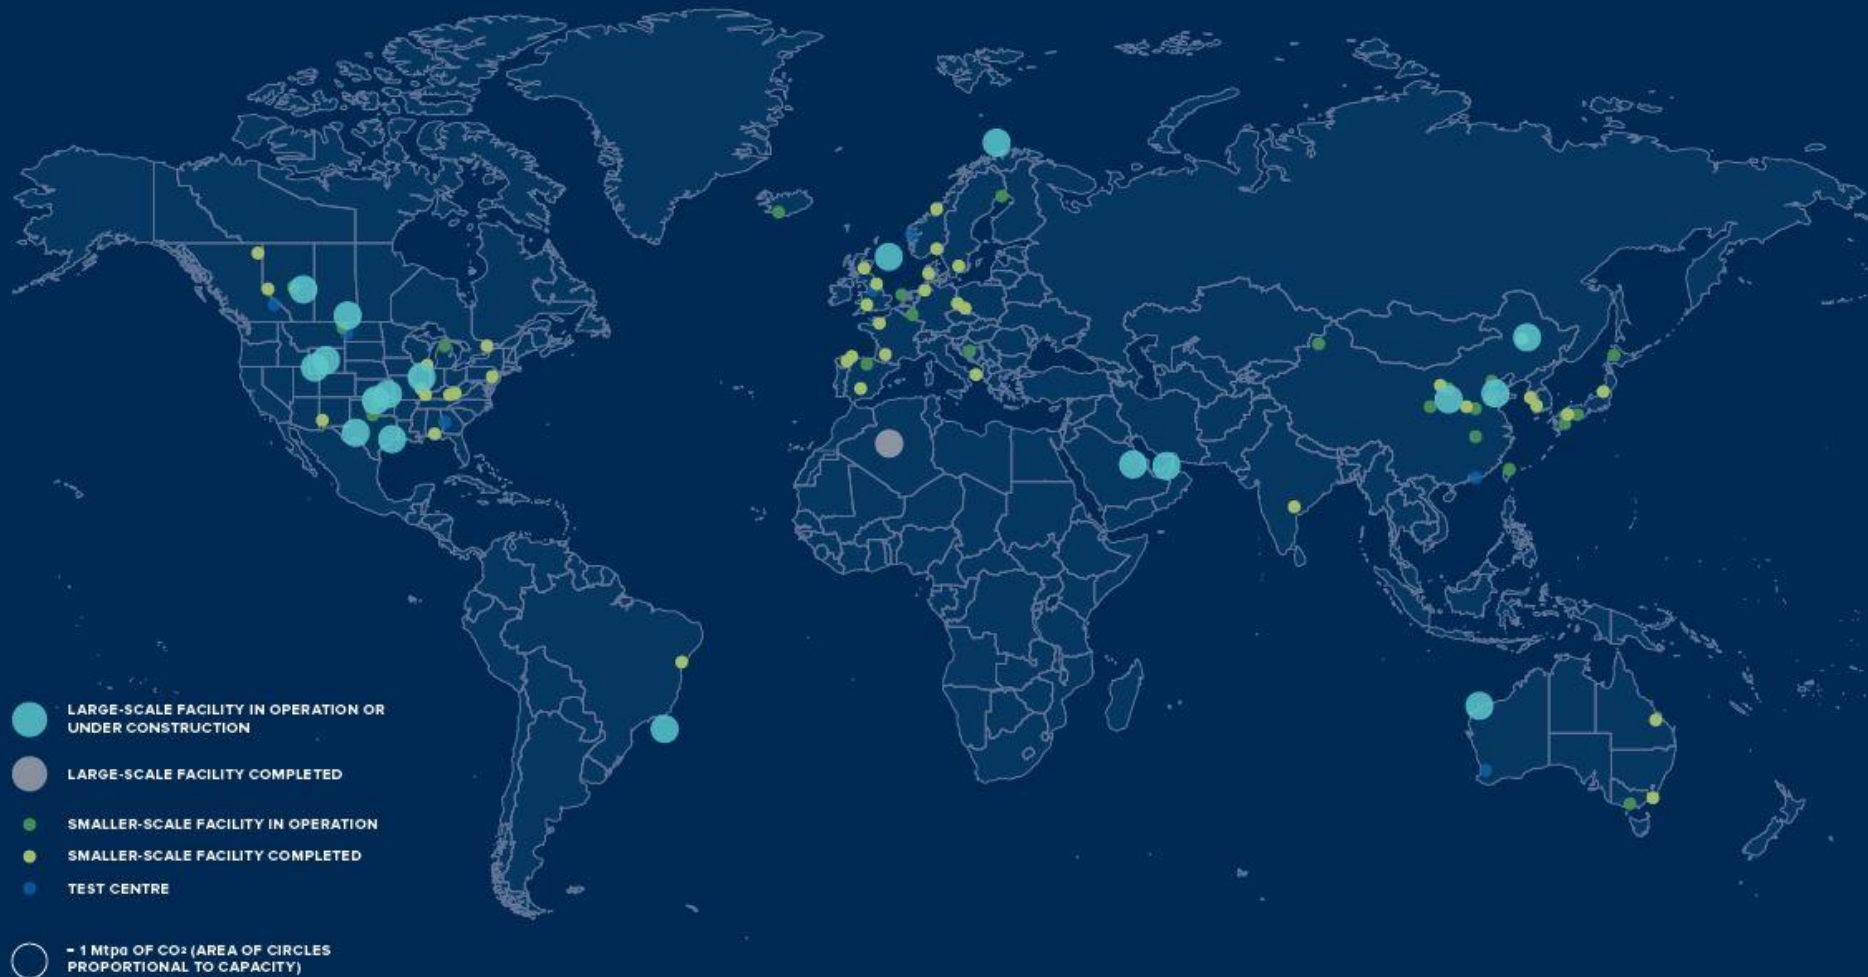 LARGE-SCALE FACILITY IN OPERATION OR
UNDER CONSTRUCTION
LARGE-SCALE FACILITY COMPLETED
SMALLER-SCALE FACILITY IN OPERATION
SMALLER-SCALE FACILITY COMPLETED
TEST CENTRE
= 1 Mtpa OF CO₂ (AREA OF CIRCLES
PROPORTIONAL TO CAPACITY)